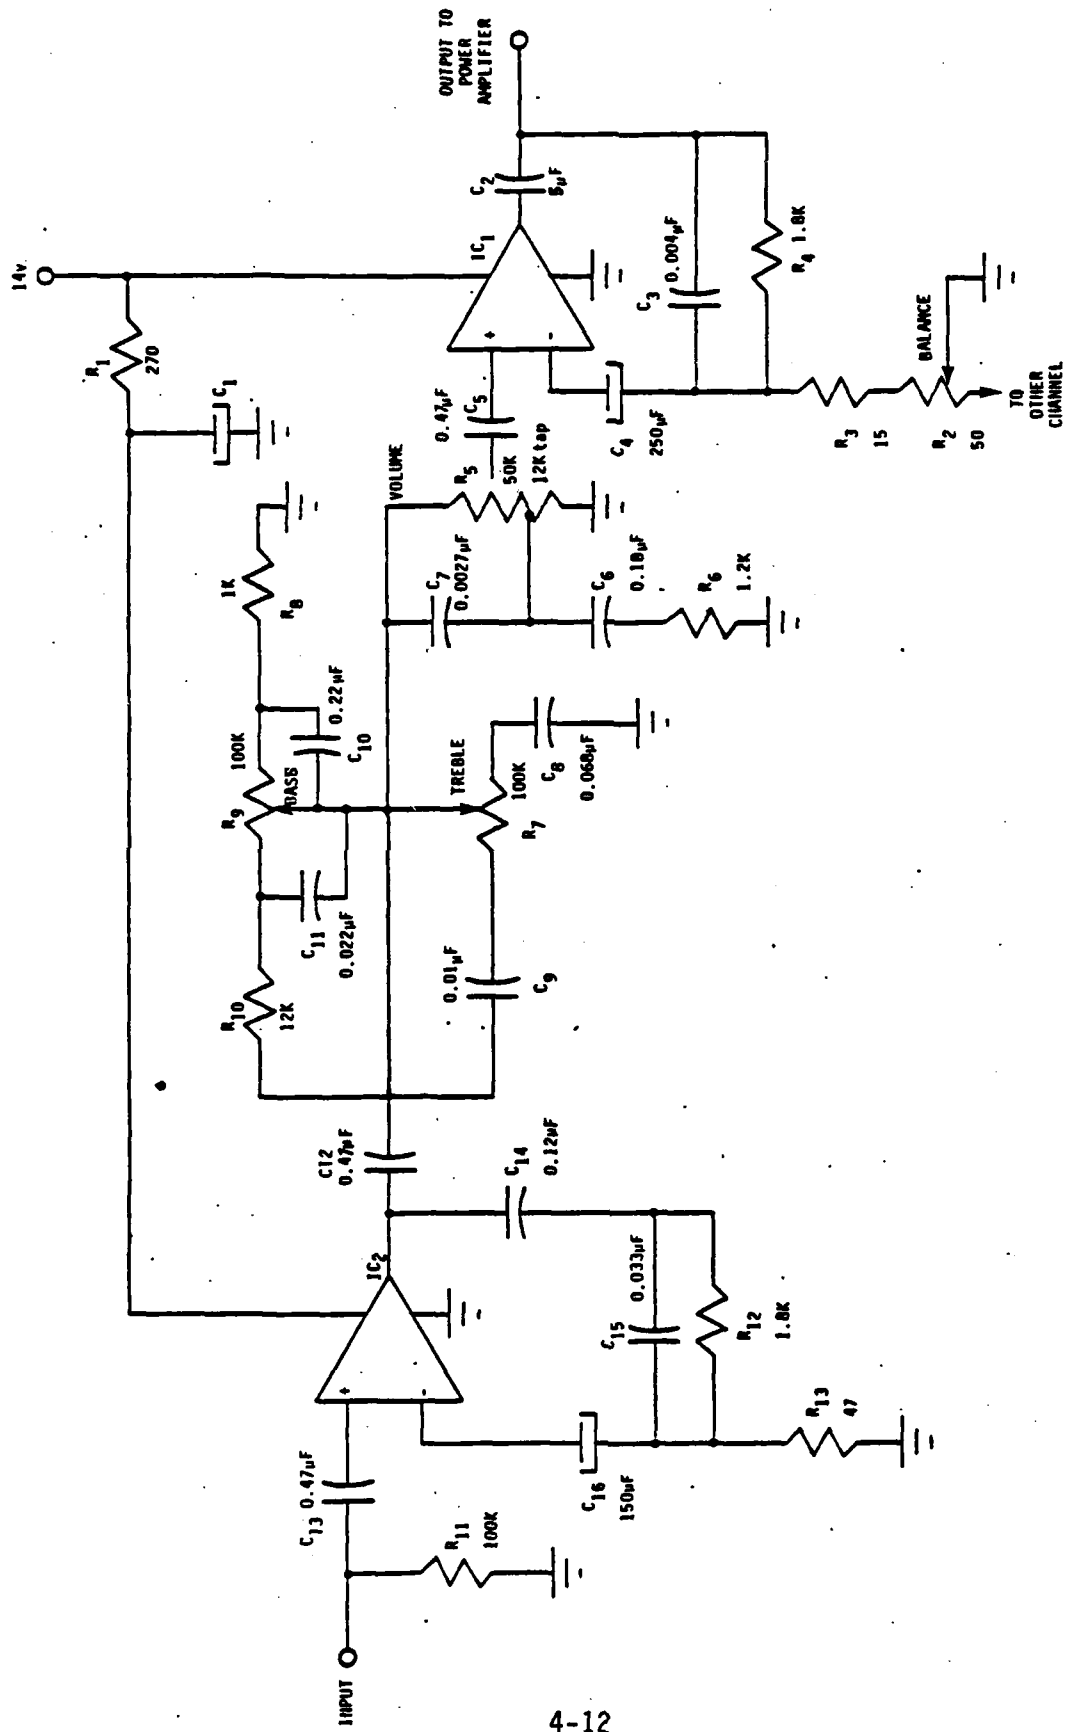 14v
OUTPUT TO
POWER
AMPLIFIER
R1
270
C1
IC1
C2
5µF
+
-
C3
0.004µF
R4
1.8K
C4
250µF
R3
15
R2
50
BALANCE
TO
OTHER
CHANNEL
0.47µF
C5
VOLUME
R5
50K
12K tap
C7
0.0027µF
C6
0.18µF
R6
1.2K
1K
R8
100K
R9
BASS
0.22µF
C10
C11
0.022µF
R10
12K
TREBLE
100K
R7
C8
0.068µF
0.01µF
C9
C12
0.47µF
C14
0.12µF
IC2
+
-
0.033µF
C15
R12
1.8K
R13
47
C16
150µF
C13
0.47µF
R11
100K
INPUT
4-12